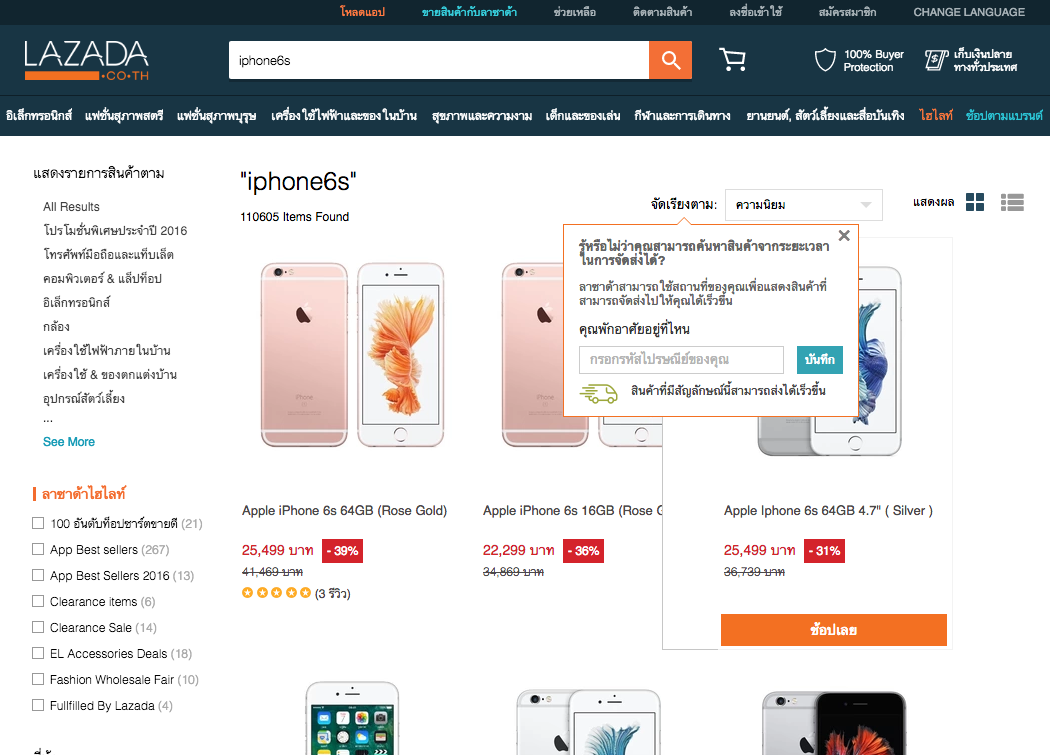 โหลดแอป ขายสินค้ากับลาซาด้า ช่วยเหลือ ติดตามสินค้า ลงชื่อเข้าใช้ สมัครสมาชิก CHANGE LANGUAGE
LAZADA
.CO.TH
iphone6s
100% Buyer
Protection
เก็บเงินปลาย
ทางทั่วประเทศ
อิเล็กทรอนิกส์ แฟชั่นสุภาพสตรี แฟชั่นสุภาพบุรุษ เครื่องใช้ไฟฟ้าและของในบ้าน สุขภาพและความงาม เด็กและของเล่น กีฬาและการเดินทาง ยานยนต์, สัตว์เลี้ยงและสื่อบันเทิง ไฮไลท์ ช้อปตามแบรนด์
แสดงรายการสินค้าตาม
All Results
โปรโมชั่นพิเศษประจำปี 2016
โทรศัพท์มือถือและแท็บเล็ต
คอมพิวเตอร์ & แล็ปท็อป
อิเล็กทรอนิกส์
กล้อง
เครื่องใช้ไฟฟ้าภายในบ้าน
เครื่องใช้ & ของตกแต่งบ้าน
อุปกรณ์สัตว์เลี้ยง
...
See More
ลาซาด้าไฮไลท์
100 อันดับท็อปชาร์ตขายดี (21)
App Best sellers (267)
App Best Sellers 2016 (13)
Clearance items (6)
Clearance Sale (14)
EL Accessories Deals (18)
Fashion Wholesale Fair (10)
Fullfilled By Lazada (4)
"iphone6s"
110605 Items Found
จัดเรียงตาม: ความนิยม
แสดงผล
รู้หรือไม่ว่าคุณสามารถค้นหาสินค้าจากระยะเวลา
ในการจัดส่งได้?
ลาซาด้าสามารถใช้สถานที่ของคุณเพื่อแสดงสินค้าที่
สามารถจัดส่งไปให้คุณได้เร็วขึ้น
คุณพักอาศัยอยู่ที่ไหน
กรอกรหัสไปรษณีย์ของคุณ บันทึก
สินค้าที่มีสัญลักษณ์นี้สามารถส่งได้เร็วขึ้น
Apple iPhone 6s 64GB (Rose Gold)
25,499 บาท - 39%
41,469 บาท
(3 รีวิว)
Apple iPhone 6s 16GB (Rose
22,299 บาท - 36%
34,869 บาท
Apple Iphone 6s 64GB 4.7" ( Silver )
25,499 บาท - 31%
36,739 บาท
ช้อปเลย